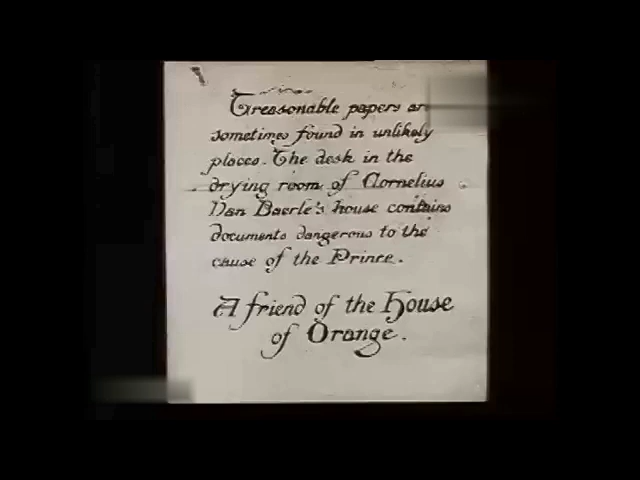 Treasonable papers are
sometimes found in unlikely
places. The desk in the
drying room of Cornelius
Van Baerle's house contains
documents dangerous to the
cause of the Prince.
A friend of the House
of Orange.